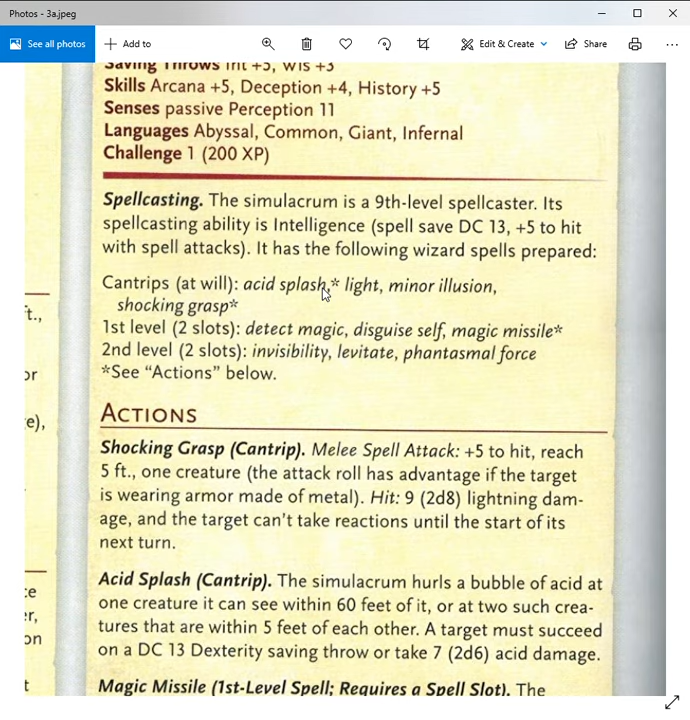 Photos - 3a.jpeg
See all photos
Add to
Edit & Create
Share
Saving Throws Int +5, Wis +3
Skills Arcana +5, Deception +4, History +5
Senses passive Perception 11
Languages Abyssal, Common, Giant, Infernal
Challenge 1 (200 XP)
Spellcasting. The simulacrum is a 9th-level spellcaster. Its
spellcasting ability is Intelligence (spell save DC 13, +5 to hit
with spell attacks). It has the following wizard spells prepared:
Cantrips (at will): acid splash,* light, minor illusion,
shocking grasp*
1st level (2 slots): detect magic, disguise self, magic missile*
2nd level (2 slots): invisibility, levitate, phantasmal force
*See “Actions” below.
ACTIONS
Shocking Grasp (Cantrip). Melee Spell Attack: +5 to hit, reach
5 ft., one creature (the attack roll has advantage if the target
is wearing armor made of metal). Hit: 9 (2d8) lightning dam-
age, and the target can’t take reactions until the start of its
next turn.
Acid Splash (Cantrip). The simulacrum hurls a bubble of acid at
one creature it can see within 60 feet of it, or at two such crea-
tures that are within 5 feet of each other. A target must succeed
on a DC 13 Dexterity saving throw or take 7 (2d6) acid damage.
Magic Missile (1st-Level Spell; Requires a Spell Slot). The